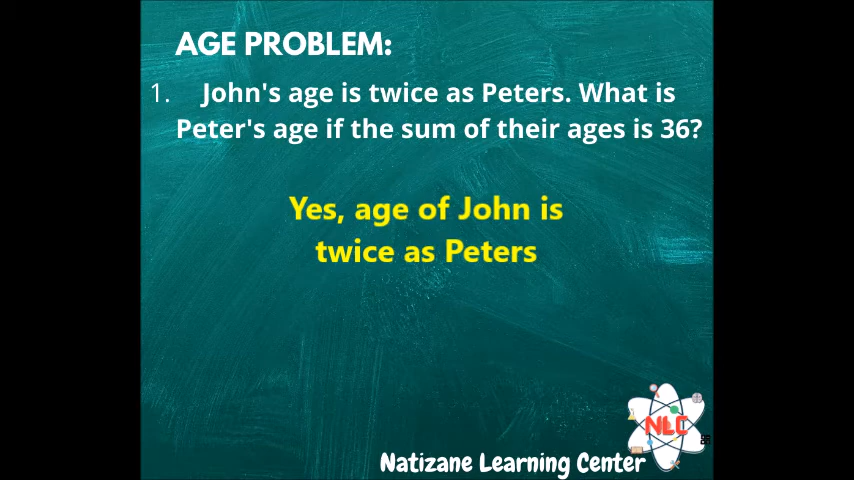 AGE PROBLEM:
1. John's age is twice as Peters. What is
Peter's age if the sum of their ages is 36?
Yes, age of John is
twice as Peters
NLC
Natizane Learning Center